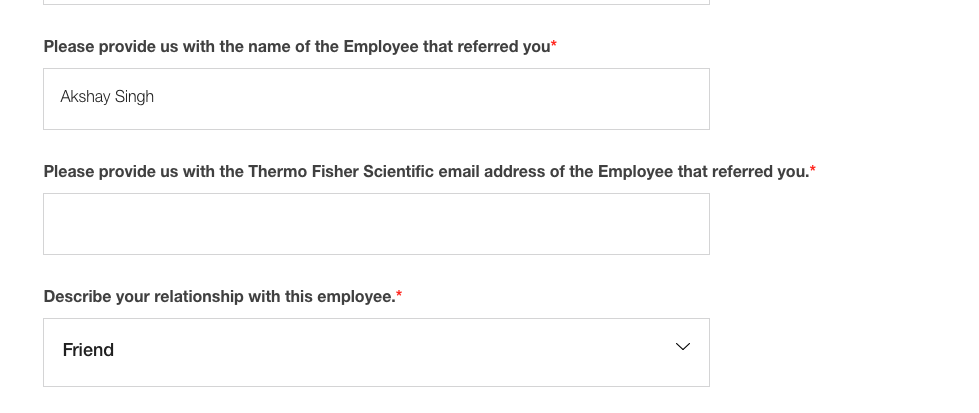 Please provide us with the name of the Employee that referred you*
Akshay Singh
Please provide us with the Thermo Fisher Scientific email address of the Employee that referred you.*
Describe your relationship with this employee.*
Friend